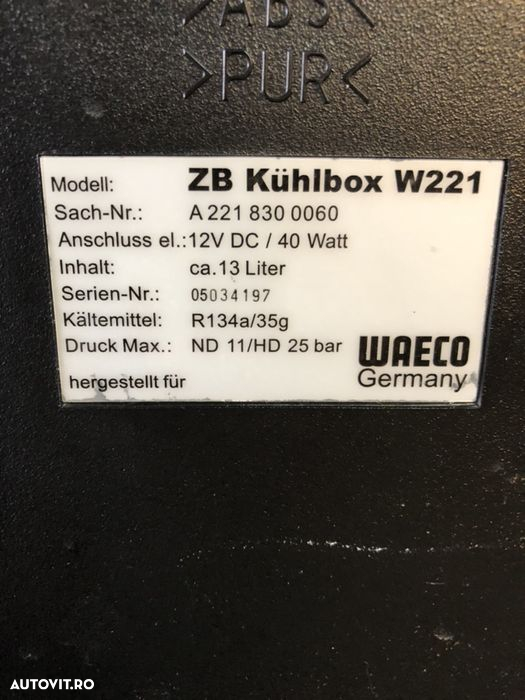 >ABS<
>PUR<
Modell: ZB Kühlbox W221
Sach-Nr.: A 221 830 0060
Anschluss el.:12V DC / 40 Watt
Inhalt: ca.13 Liter
Serien-Nr.: 05034197
Kältemittel: R134a/35g
Druck Max.: ND 11/HD 25 bar
WAECO
hergestellt für Germany
AUTOVIT.RO